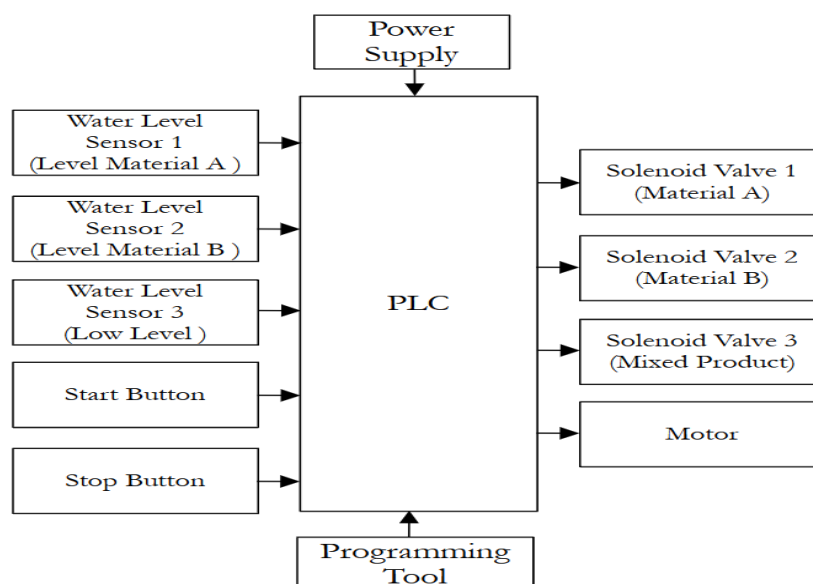 Power
Supply
Water Level
Sensor 1
(Level Material A )
Water Level
Sensor 2
(Level Material B )
Water Level
Sensor 3
(Low Level )
Start Button
Stop Button
PLC
Solenoid Valve 1
(Material A)
Solenoid Valve 2
(Material B)
Solenoid Valve 3
(Mixed Product)
Motor
Programming
Tool